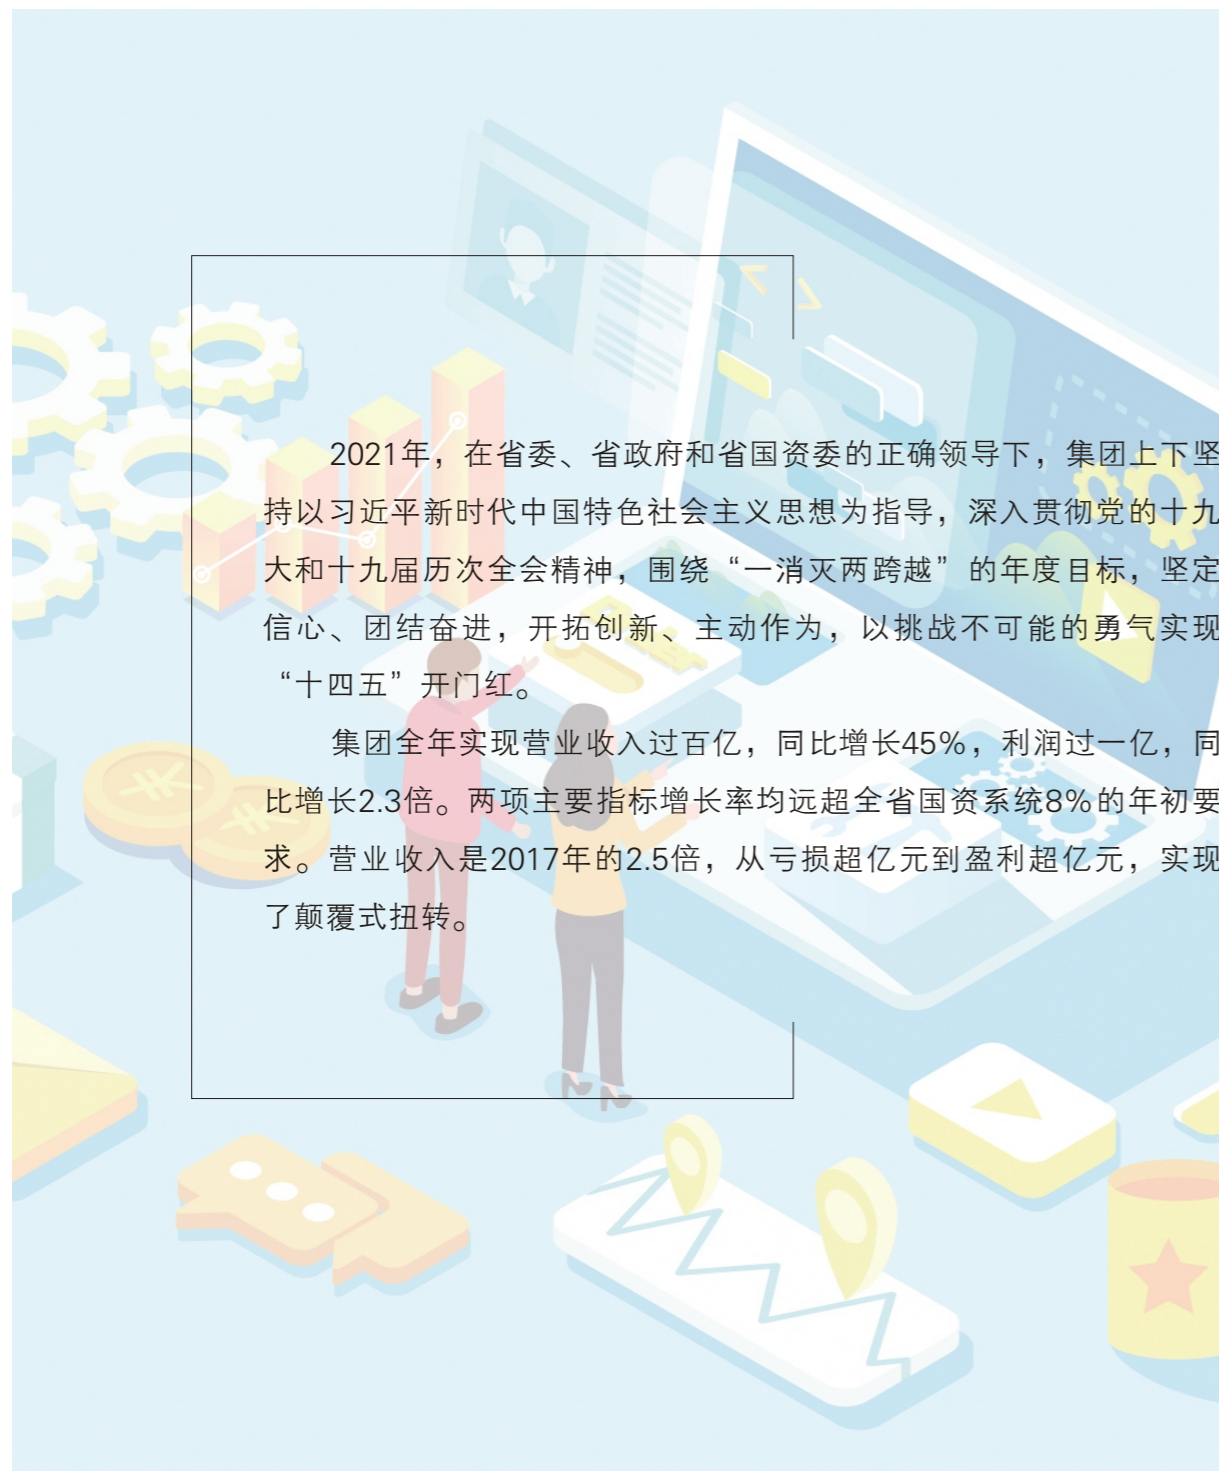 2021年，在省委、省政府和省国资委的正确领导下，集团上下坚
持以习近平新时代中国特色社会主义思想为指导，深入贯彻党的十九
大和十九届历次全会精神，围绕“一消灭两跨越”的年度目标，坚定
信心、团结奋进，开拓创新、主动作为，以挑战不可能的勇气实现
“十四五”开门红。
集团全年实现营业收入过百亿，同比增长45%，利润过一亿，同
比增长2.3倍。两项主要指标增长率均远超全省国资系统8%的年初要
求。营业收入是2017年的2.5倍，从亏损超亿元到盈利超亿元，实现
了颠覆式扭转。